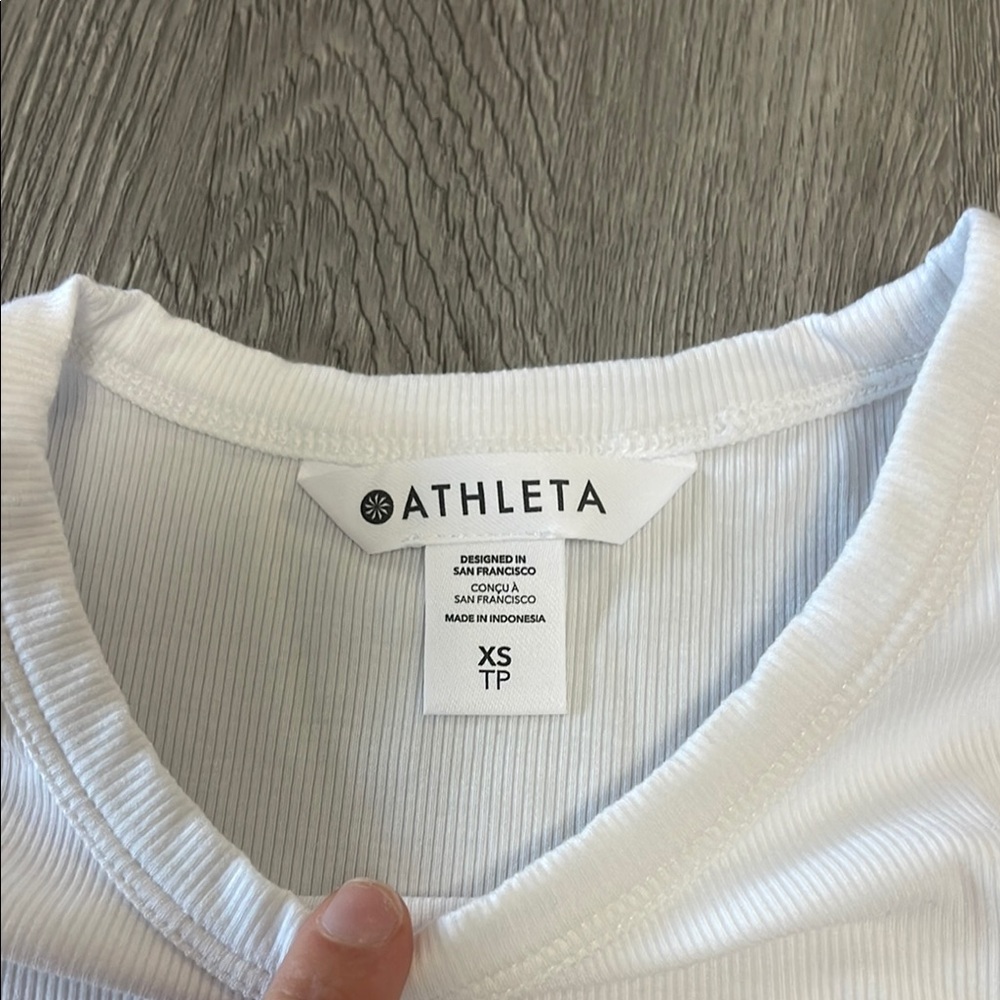 ATHLETA
DESIGNED IN
SAN FRANCISCO
CONÇU À
SAN FRANCISCO
MADE IN INDONESIA
XS
TP